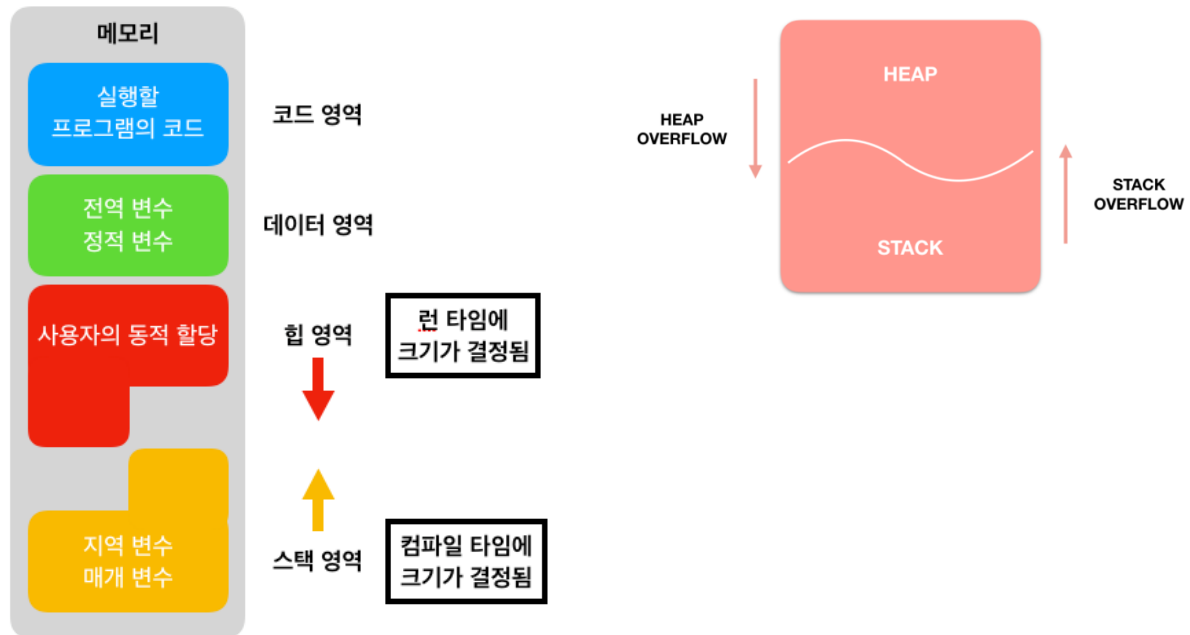 메모리
실행할
프로그램의 코드
코드 영역
전역 변수
정적 변수
데이터 영역
사용자의 동적 할당
힙 영역
런 타임에
크기가 결정됨
지역 변수
매개 변수
스택 영역
컴파일 타임에
크기가 결정됨
HEAP
HEAP
OVERFLOW
STACK
OVERFLOW
STACK